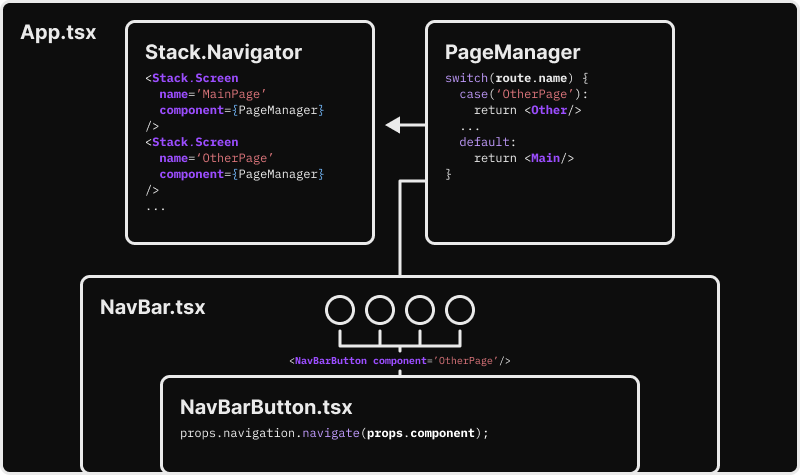 App.tsx
Stack.Navigator
<Stack.Screen
name='MainPage'
component={PageManager}
/>
<Stack.Screen
name='OtherPage'
component={PageManager}
/>
...
PageManager
switch(route.name) {
case('OtherPage'):
return <Other/>
...
default:
return <Main/>
}
NavBar.tsx
<NavBarButton component='OtherPage'/>
NavBarButton.tsx
props.navigation.navigate(props.component);